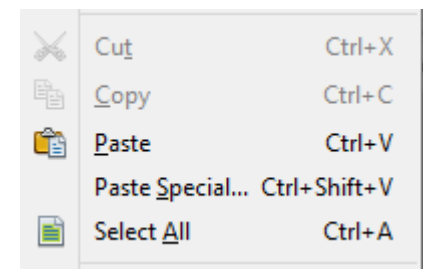 Cut Ctrl+X
Copy Ctrl+C
Paste Ctrl+V
Paste Special... Ctrl+Shift+V
Select All Ctrl+A